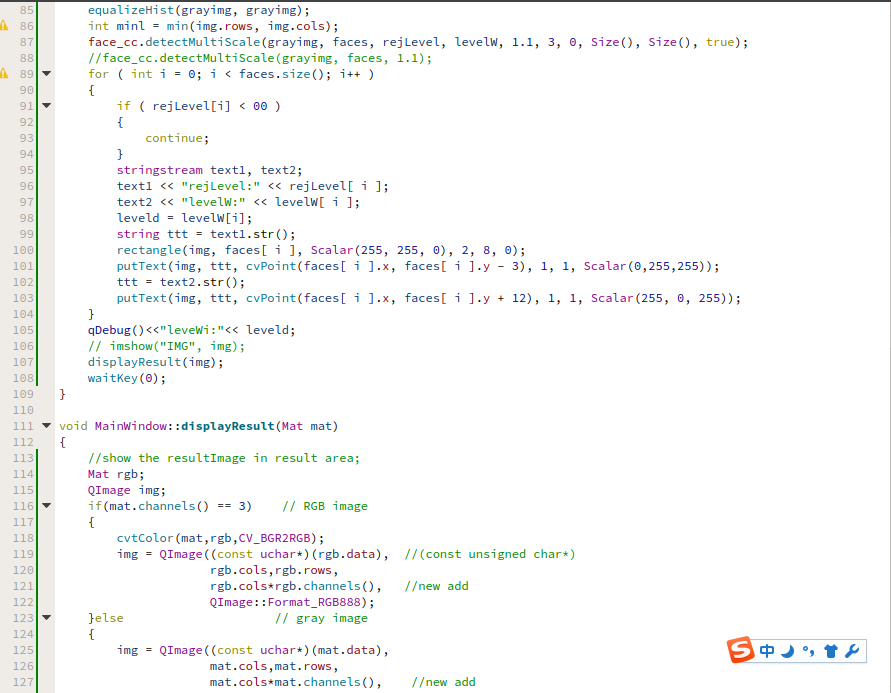 85 equalizeHist(grayimg, grayimg);
86 int minl = min(img.rows, img.cols);
87 face_cc.detectMultiScale(grayimg, faces, rejLevel, levelW, 1.1, 3, 0, Size(), Size(), true);
88 //face_cc.detectMultiScale(grayimg, faces, 1.1);
89 for ( int i = 0; i < faces.size(); i++ )
90 {
91 if ( rejLevel[i] < 00 )
92 {
93 continue;
94 }
95 stringstream text1, text2;
96 text1 << "rejLevel:" << rejLevel[ i ];
97 text2 << "levelW:" << levelW[ i ];
98 leveld = levelW[i];
99 string ttt = text1.str();
100 rectangle(img, faces[ i ], Scalar(255, 255, 0), 2, 8, 0);
101 putText(img, ttt, cvPoint(faces[ i ].x, faces[ i ].y - 3), 1, 1, Scalar(0,255,255));
102 ttt = text2.str();
103 putText(img, ttt, cvPoint(faces[ i ].x, faces[ i ].y + 12), 1, 1, Scalar(255, 0, 255));
104 }
105 qDebug()<<"leveWi:"<< leveld;
106 // imshow("IMG", img);
107 displayResult(img);
108 waitKey(0);
109 }
110
111 void MainWindow::displayResult(Mat mat)
112 {
113 //show the resultImage in result area;
114 Mat rgb;
115 QImage img;
116 if(mat.channels() == 3) // RGB image
117 {
118 cvtColor(mat,rgb,CV_BGR2RGB);
119 img = QImage((const uchar*)(rgb.data), //(const unsigned char*)
120 rgb.cols,rgb.rows,
121 rgb.cols*rgb.channels(), //new add
122 QImage::Format_RGB888);
123 }else // gray image
124 {
125 img = QImage((const uchar*)(mat.data),
126 mat.cols,mat.rows,
127 mat.cols*mat.channels(), //new add
S 中 °,